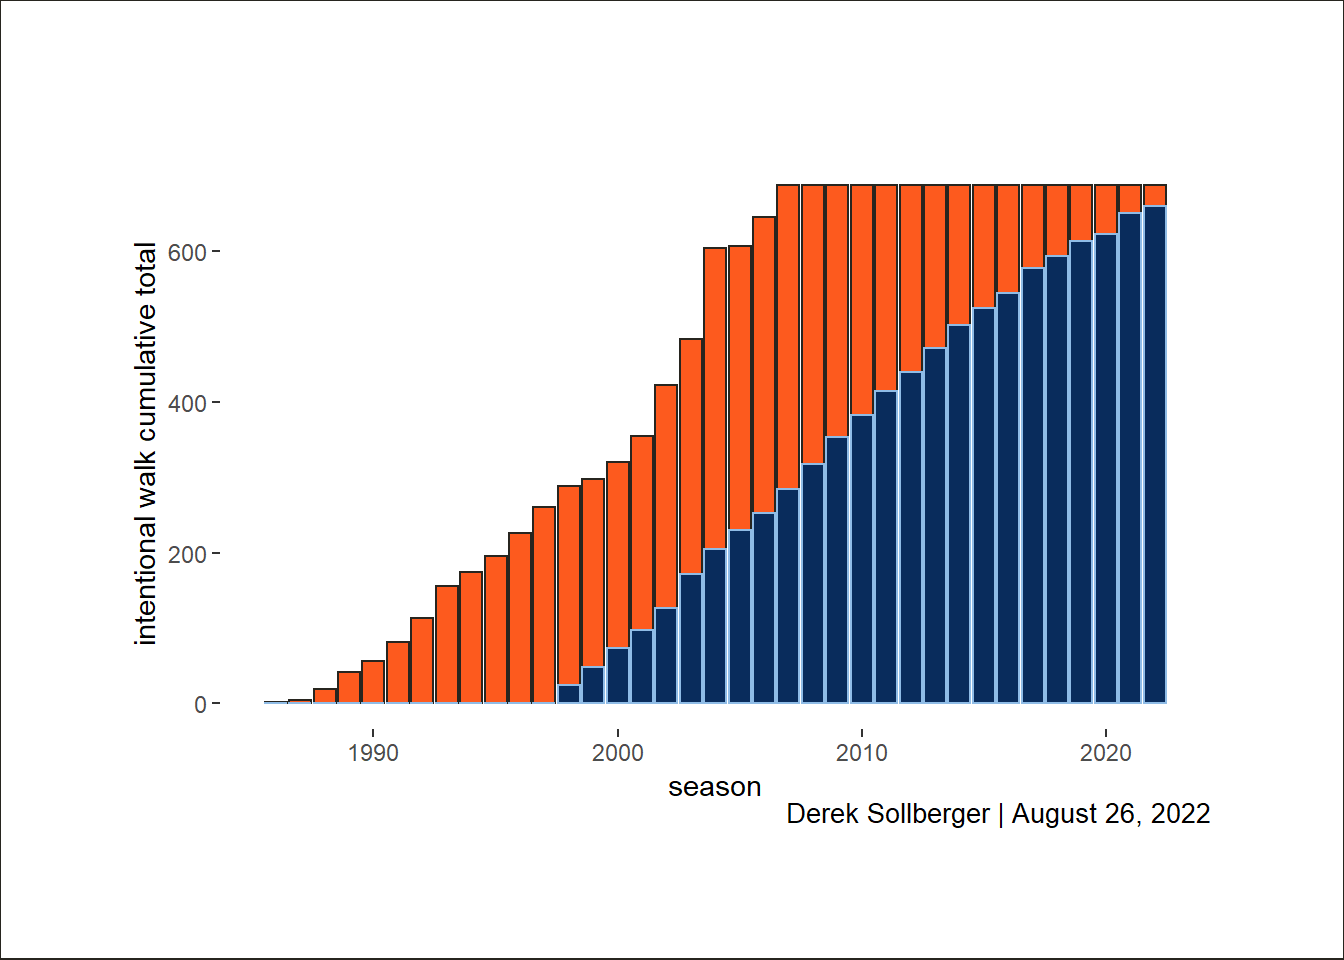 intentional walk cumulative total
600
400
200
0
1990 2000 2010 2020
season
Derek Sollberger | August 26, 2022